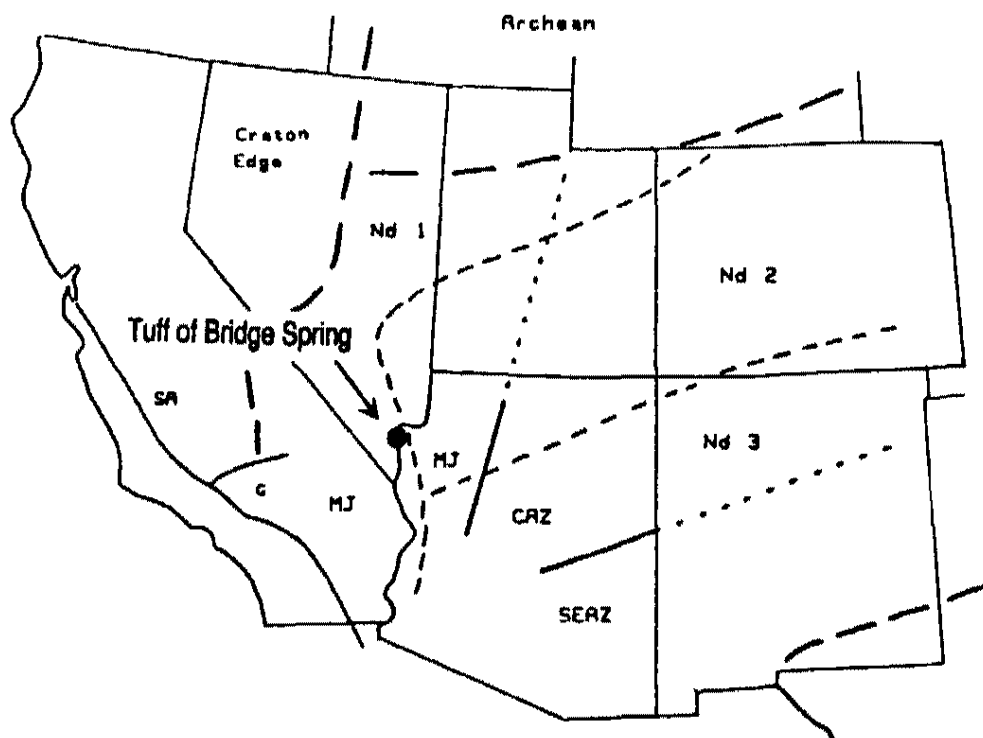 Archean
Craton
Edge
Nd 1
Nd 2
Tuff of Bridge Spring
SA
MJ
Nd 3
G
MJ
CAZ
SEAZ